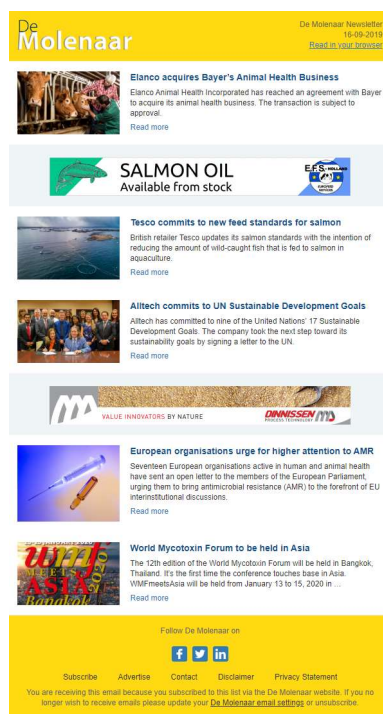 De
Molenaar
De Molenaar Newsletter
16-09-2019
Read in your browser
Elanco acquires Bayer's Animal Health Business
Elanco Animal Health Incorporated has reached an agreement with Bayer
to acquire its animal health business. The transaction is subject to
approval.
Read more
SALMON OIL
Available from stock
E.F.S.-HOLLAND
Tesco commits to new feed standards for salmon
British retailer Tesco updates its salmon standards with the intention of
reducing the amount of wild-caught fish that is fed to salmon in
aquaculture.
Read more
Alltech commits to UN Sustainable Development Goals
Alltech has committed to nine of the United Nations' 17 Sustainable
Development Goals. The company took the next step toward its
sustainability goals by signing a letter to the UN.
Read more
VALUE INNOVATORS BY NATURE
DINNISSEN
PROCESS TECHNOLOGY
European organisations urge for higher attention to AMR
Seventeen European organisations active in human and animal health
have sent an open letter to the members of the European Parliament,
urging them to bring antimicrobial resistance (AMR) to the forefront of EU
interinstitutional discussions.
Read more
wmf
MEETS
ASIA
2020
Bangkok
World Mycotoxin Forum to be held in Asia
The 12th edition of the World Mycotoxin Forum will be held in Bangkok,
Thailand. It's the first time the conference touches base in Asia.
WMFmeetsAsia will be held from January 13 to 15, 2020 in ...
Read more
Follow De Molenaar on
Subscribe Advertise Contact Disclaimer Privacy Statement
You are receiving this email because you subscribed to this list via the De Molenaar website. If you no
longer wish to receive emails please update your De Molenaar email settings or unsubscribe.